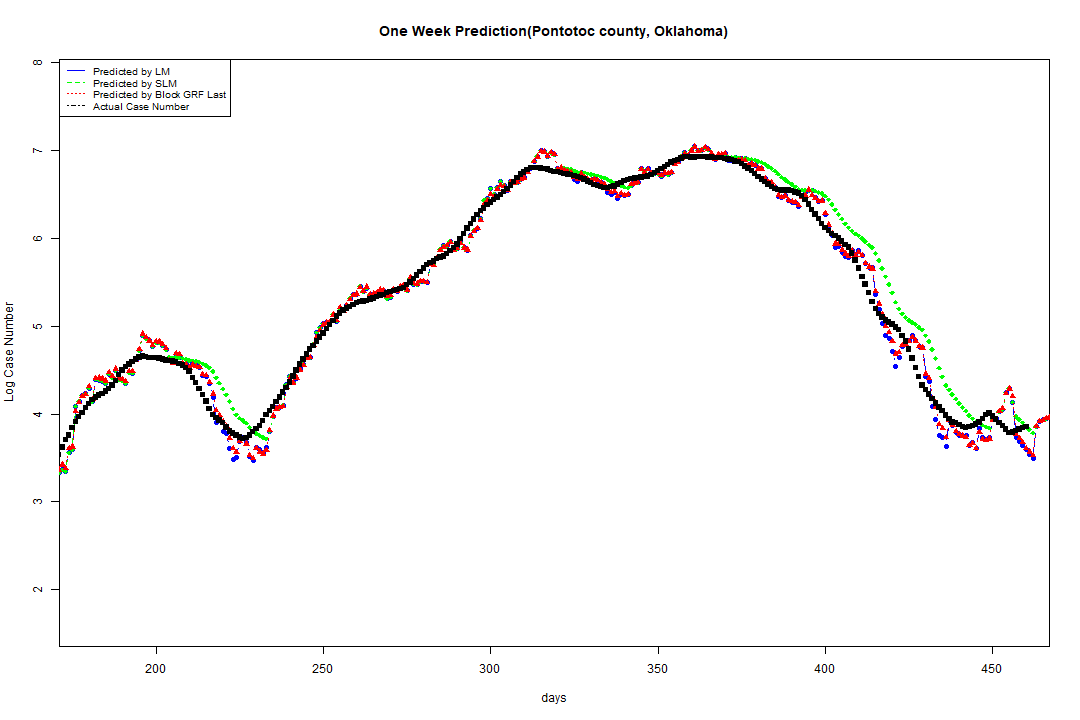 One Week Prediction(Pontotoc county, Oklahoma)
Predicted by LM
Predicted by SLM
Predicted by Block GRF Last
Actual Case Number
Log Case Number
8
7
6
5
4
3
2
200 250 300 350 400 450
days